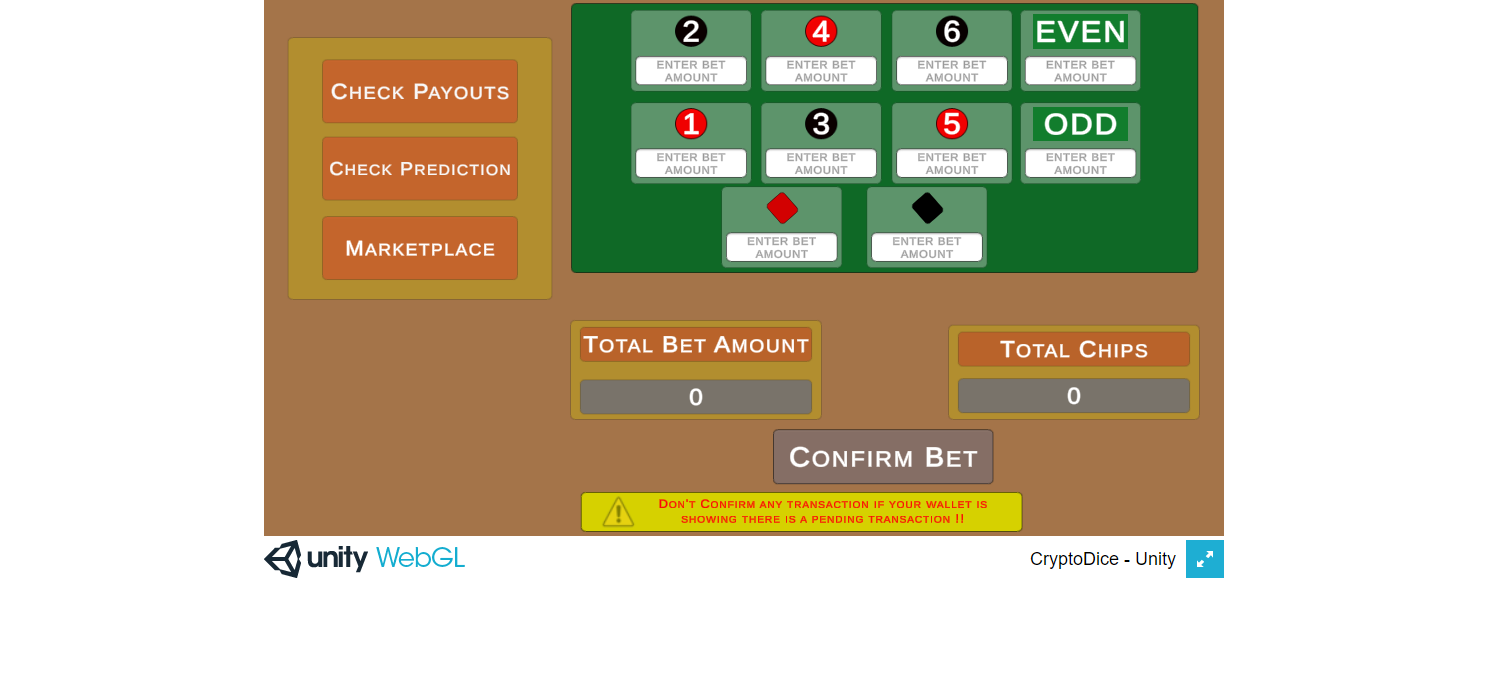 2 4 6 EVEN
ENTER BET AMOUNT ENTER BET AMOUNT ENTER BET AMOUNT ENTER BET AMOUNT
1 3 5 ODD
ENTER BET AMOUNT ENTER BET AMOUNT ENTER BET AMOUNT ENTER BET AMOUNT
ENTER BET AMOUNT ENTER BET AMOUNT
CHECK PAYOUTS
CHECK PREDICTION
MARKETPLACE
TOTAL BET AMOUNT
0
TOTAL CHIPS
0
CONFIRM BET
DON'T CONFIRM ANY TRANSACTION IF YOUR WALLET IS
SHOWING THERE IS A PENDING TRANSACTION !!
unity WebGL
CryptoDice - Unity